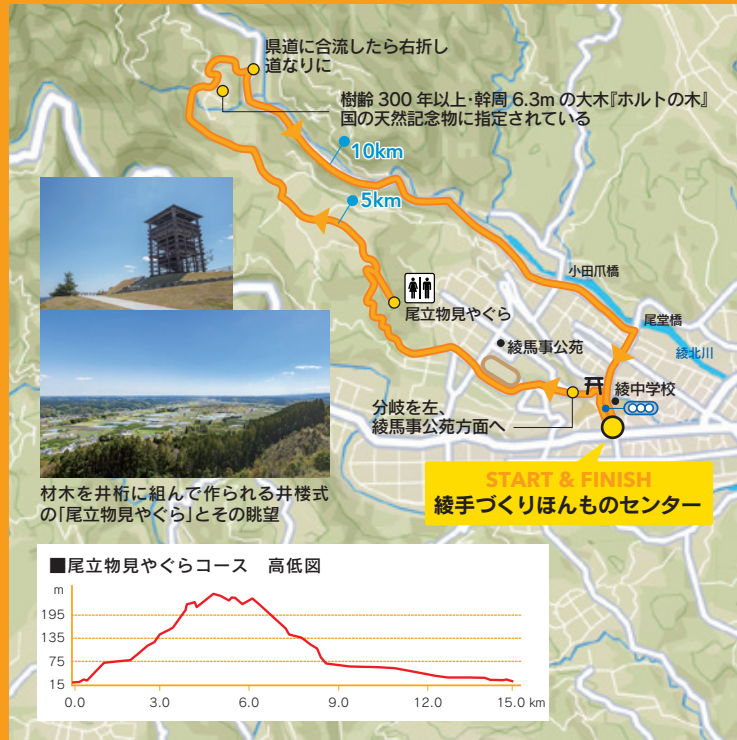 県道に合流したら右折し
道なりに
樹齢 300 年以上・幹周 6.3m の大木『ホルトの木』
国の天然記念物に指定されている
10km
5km
小田爪橋
尾立物見やぐら
尾堂橋
綾馬事公苑
綾北川
綾中学校
分岐を左、
綾馬事公苑方面へ
START & FINISH
綾手づくりほんものセンター
材木を井桁に組んで作られる井楼式
の「尾立物見やぐら」とその眺望
■尾立物見やぐらコース 高低図
m
195
135
75
15
0.0 3.0 6.0 9.0 12.0 15.0 km